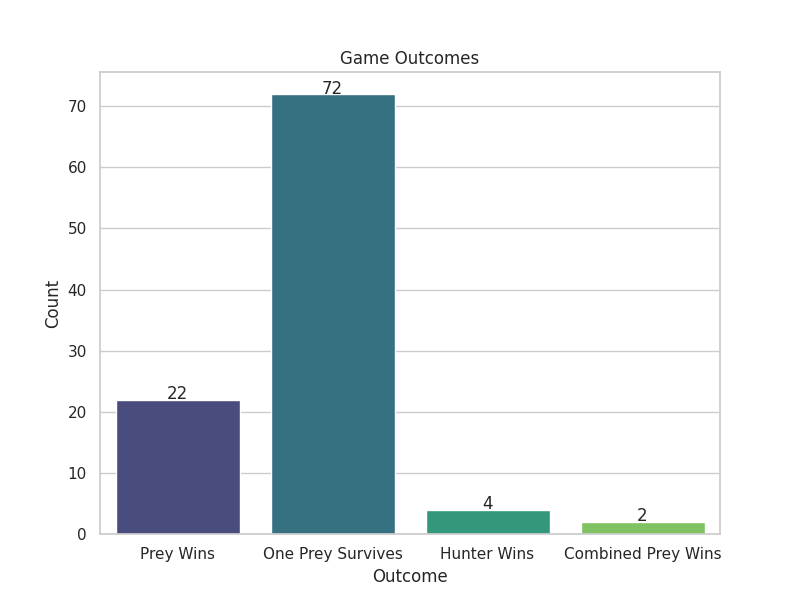 Game Outcomes
72
70
60
50
40
30
22
20
10
4
2
0
Count
Prey Wins
One Prey Survives
Hunter Wins
Combined Prey Wins
Outcome